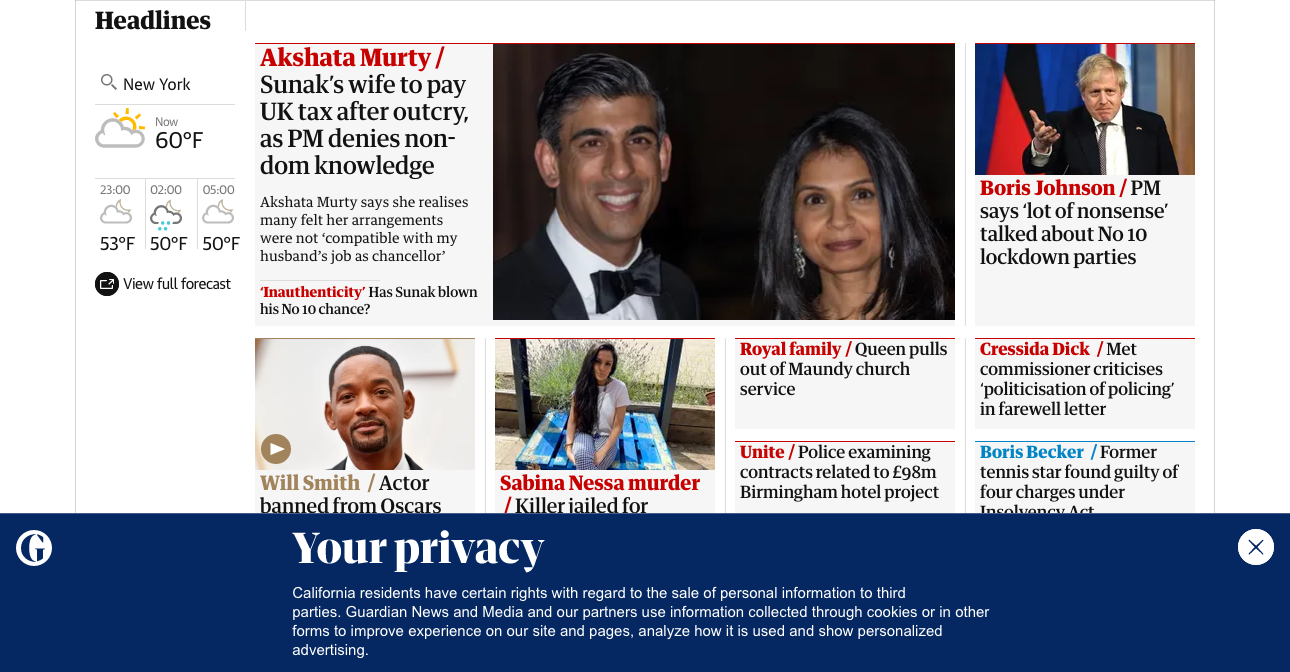 Headlines
New York
Now
60°F
23:00
02:00
05:00
53°F
50°F
50°F
View full forecast
Akshata Murty /
Sunak’s wife to pay
UK tax after outcry,
as PM denies non-
dom knowledge
Akshata Murty says she realises
many felt her arrangements
were not ‘compatible with my
husband’s job as chancellor’
‘Inauthenticity’ Has Sunak blown
his No 10 chance?
Boris Johnson / PM
says ‘lot of nonsense’
talked about No 10
lockdown parties
Will Smith / Actor
banned from Oscars
Sabina Nessa murder
/ Killer jailed for
Royal family / Queen pulls
out of Maundy church
service
Unite / Police examining
contracts related to £98m
Birmingham hotel project
Cressida Dick / Met
commissioner criticises
‘politicisation of policing’
in farewell letter
Boris Becker / Former
tennis star found guilty of
four charges under
Insolvency Act
G
Your privacy
California residents have certain rights with regard to the sale of personal information to third
parties. Guardian News and Media and our partners use information collected through cookies or in other
forms to improve experience on our site and pages, analyze how it is used and show personalized
advertising.